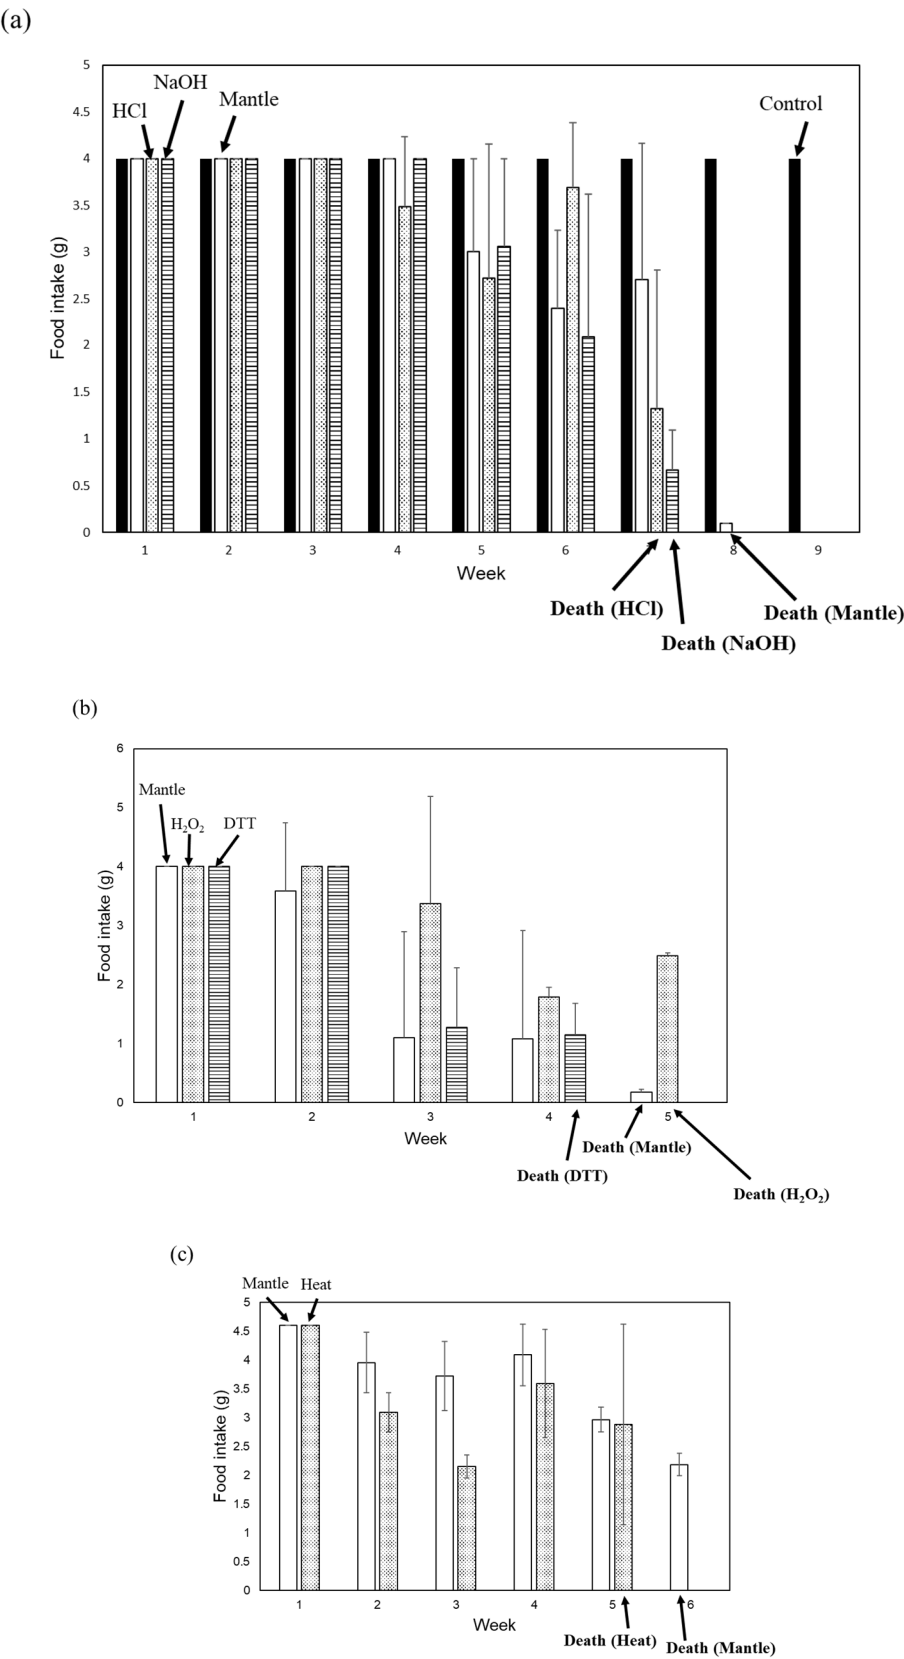 (a)
5
NaOH
Mantle
Control
HCl
4.5
4
3.5
3
2.5
2
1.5
1
0.5
0
Food intake (g)
1 2 3 4 5 6 8 9
Week
Death (HCl)
Death (Mantle)
Death (NaOH)
(b)
6
Mantle
5
H₂O₂ DTT
4
3
2
1
0
Food intake (g)
1 2 3 4 5
Week
Death (Mantle)
Death (DTT)
Death (H₂O₂)
(c)
Mantle Heat
5
4.5
4
3.5
3
2.5
2
1.5
1
0.5
0
Food intake (g)
1 2 3 4 5 6
Week
Death (Heat) Death (Mantle)